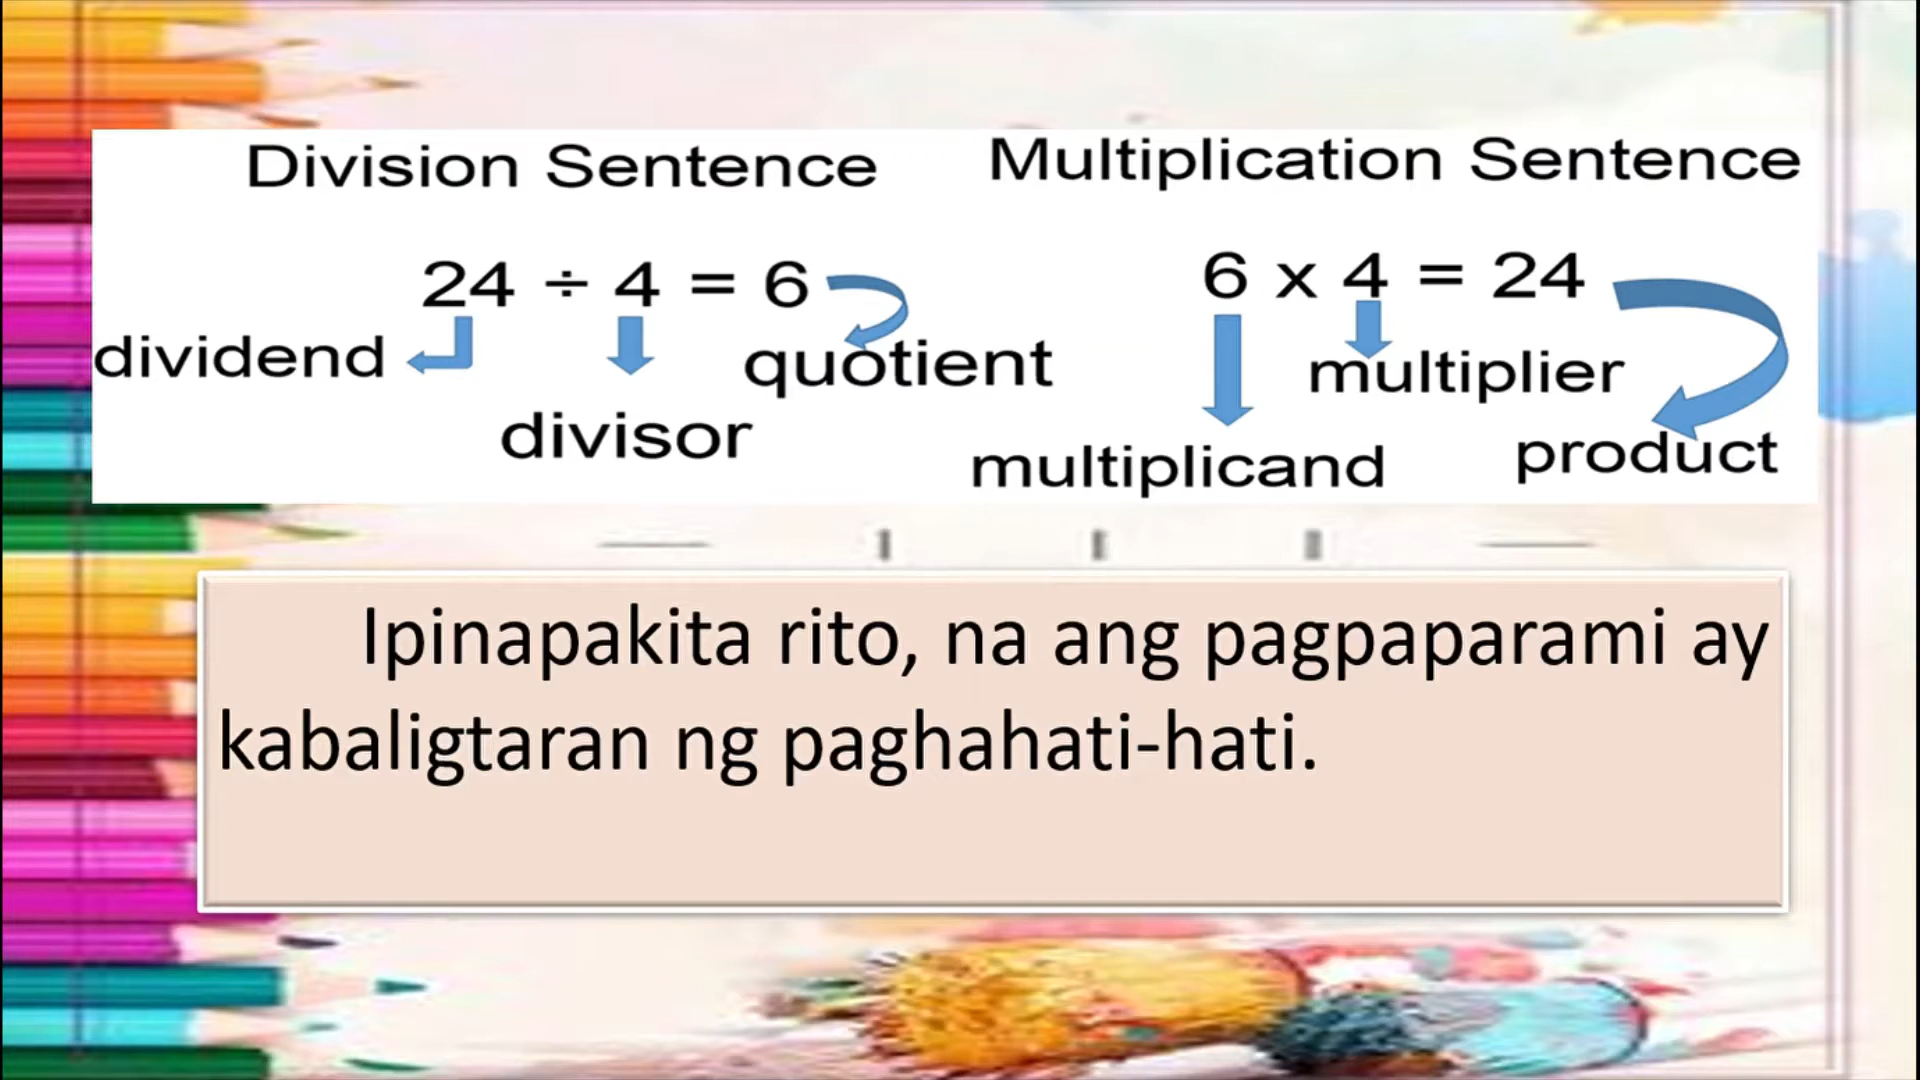 Division Sentence
24 ÷ 4 = 6
dividend
divisor
quotient
Multiplication Sentence
6 x 4 = 24
multiplicand
multiplier
product
Ipinapakita rito, na ang pagpaparami ay
kabaligtaran ng paghahati-hati.